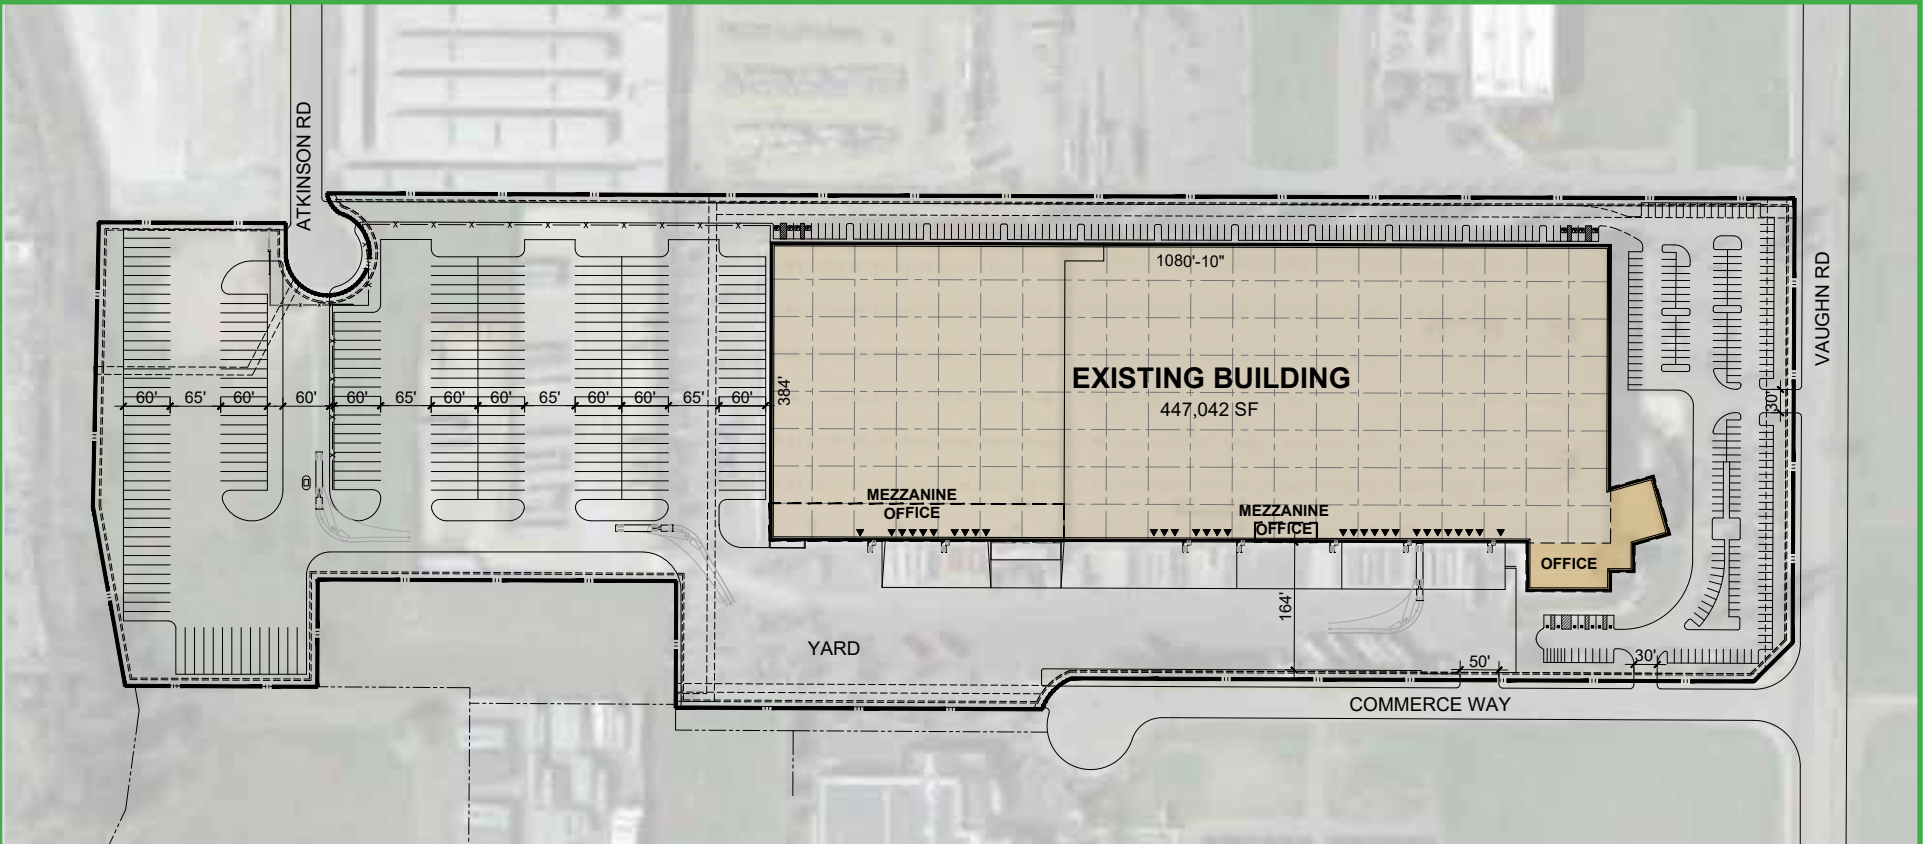 ATKINSON RD
1080'-10"
VAUGHN RD
EXISTING BUILDING
447,042 SF
384'
60' 65' 60' 60' 60' 65' 60' 60' 65' 60' 60' 65' 60'
30'
MEZZANINE
OFFICE
MEZZANINE
OFFICE
OFFICE
164'
YARD
50'
30'
COMMERCE WAY